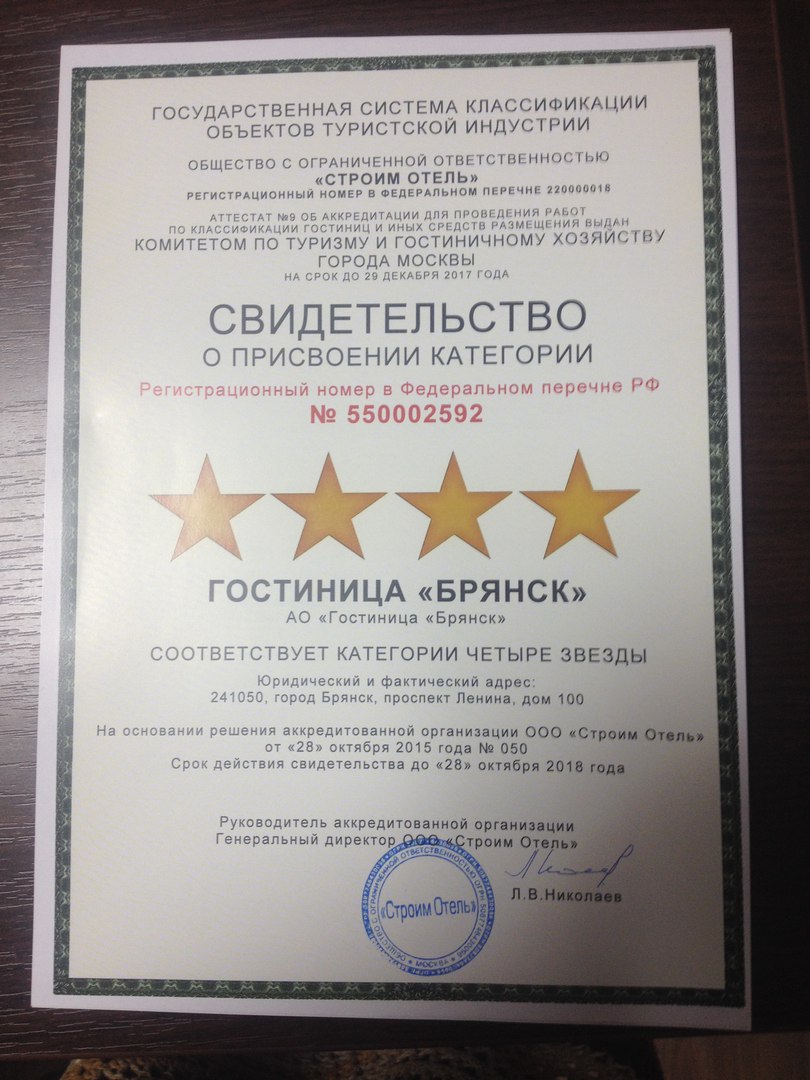 ГОСУДАРСТВЕННАЯ СИСТЕМА КЛАССИФИКАЦИИ
ОБЪЕКТОВ ТУРИСТСКОЙ ИНДУСТРИИ
ОБЩЕСТВО С ОГРАНИЧЕННОЙ ОТВЕТСТВЕННОСТЬЮ
«СТРОИМ ОТЕЛЬ»
РЕГИСТРАЦИОННЫЙ НОМЕР В ФЕДЕРАЛЬНОМ ПЕРЕЧНЕ 220000018
АТТЕСТАТ №9 ОБ АККРЕДИТАЦИИ ДЛЯ ПРОВЕДЕНИЯ РАБОТ
ПО КЛАССИФИКАЦИИ ГОСТИНИЦ И ИНЫХ СРЕДСТВ РАЗМЕЩЕНИЯ ВЫДАН
КОМИТЕТОМ ПО ТУРИЗМУ И ГОСТИНИЧНОМУ ХОЗЯЙСТВУ
ГОРОДА МОСКВЫ
НА СРОК ДО 29 ДЕКАБРЯ 2017 ГОДА
СВИДЕТЕЛЬСТВО
О ПРИСВОЕНИИ КАТЕГОРИИ
Регистрационный номер в Федеральном перечне РФ
№ 550002592
ГОСТИНИЦА «БРЯНСК»
АО «Гостиница «Брянск»
СООТВЕТСТВУЕТ КАТЕГОРИИ ЧЕТЫРЕ ЗВЕЗДЫ
Юридический и фактический адрес:
241050, город Брянск, проспект Ленина, дом 100
На основании решения аккредитованной организации ООО «Строим Отель»
от «28» октября 2015 года № 050
Срок действия свидетельства до «28» октября 2018 года
Руководитель аккредитованной организации
Генеральный директор ООО «Строим Отель»
Л.В.Николаев
ОБЩЕСТВО С ОГРАНИЧЕННОЙ ОТВЕТСТВЕННОСТЬЮ ОГРН
«Строим Отель»
* МОСКВА *